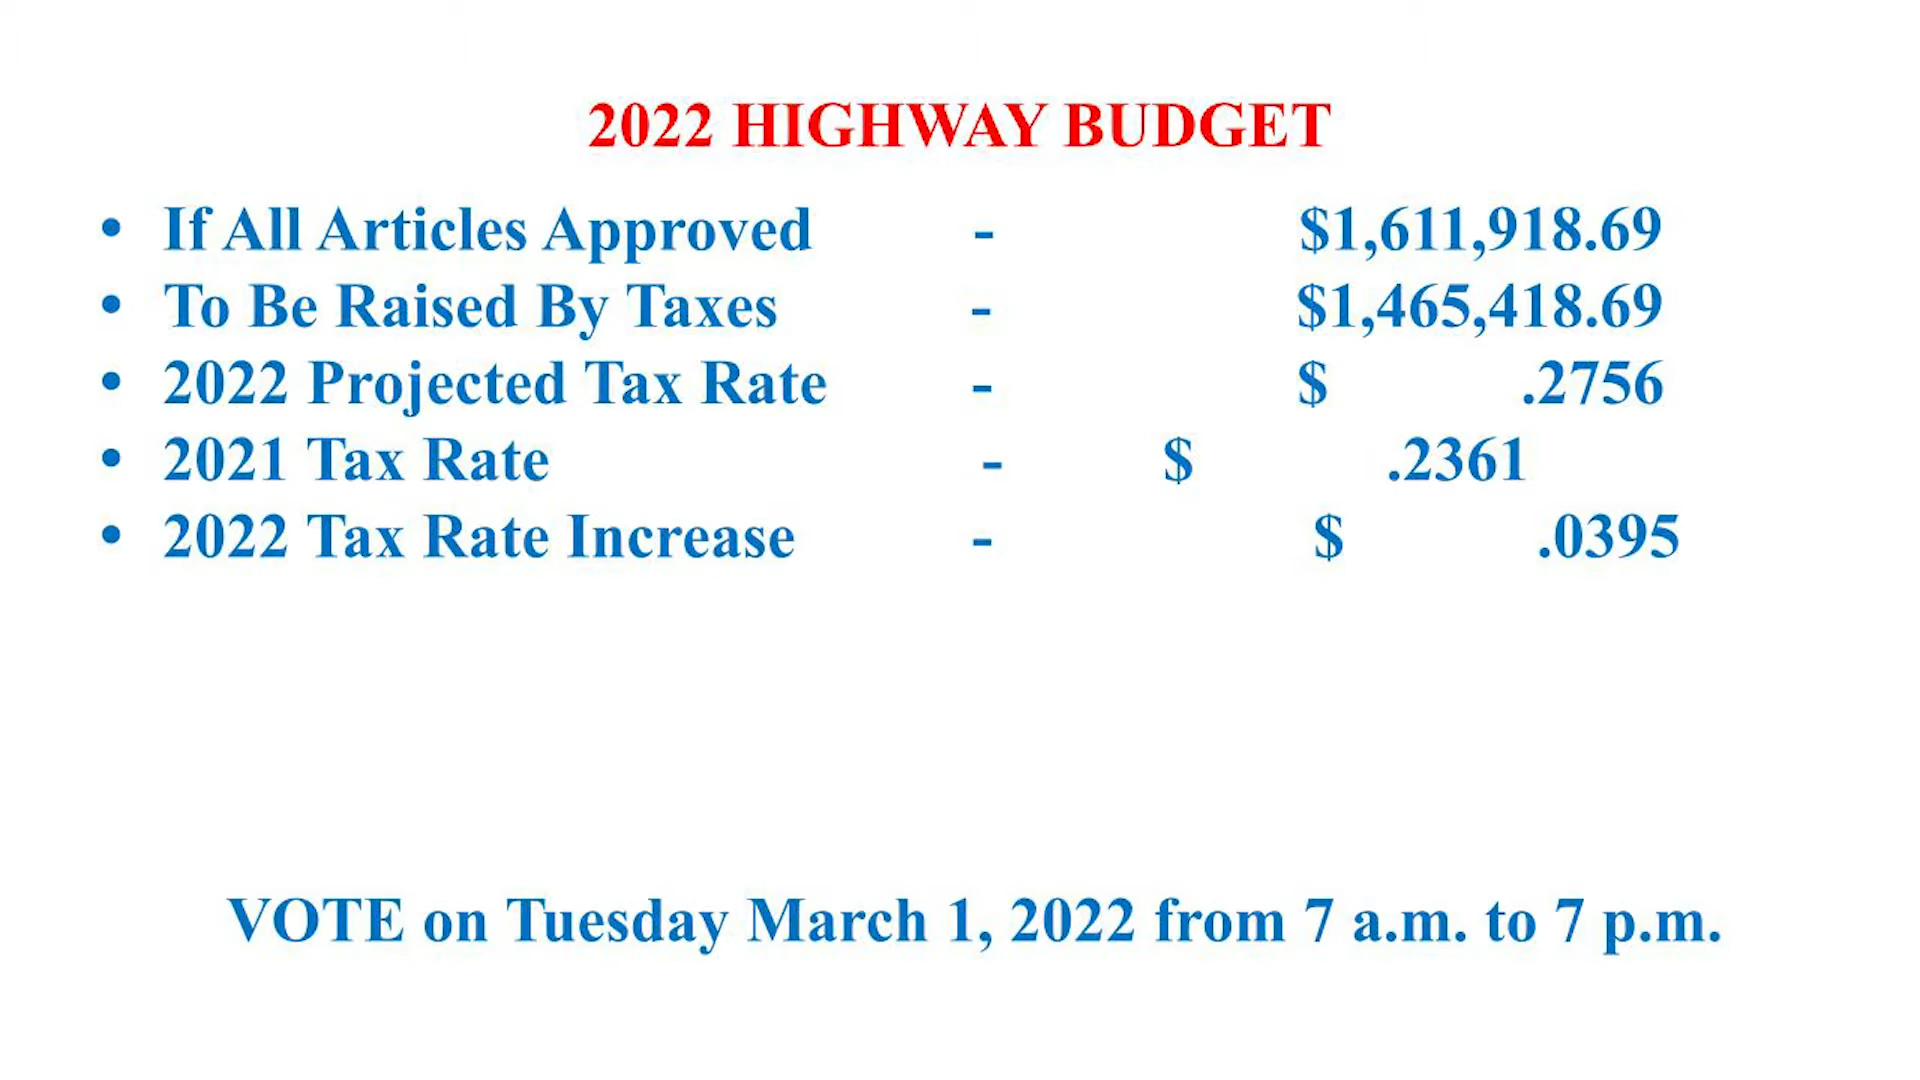 2022 HIGHWAY BUDGET
• If All Articles Approved - $1,611,918.69
• To Be Raised By Taxes - $1,465,418.69
• 2022 Projected Tax Rate - $ .2756
• 2021 Tax Rate - $ .2361
• 2022 Tax Rate Increase - $ .0395
VOTE on Tuesday March 1, 2022 from 7 a.m. to 7 p.m.